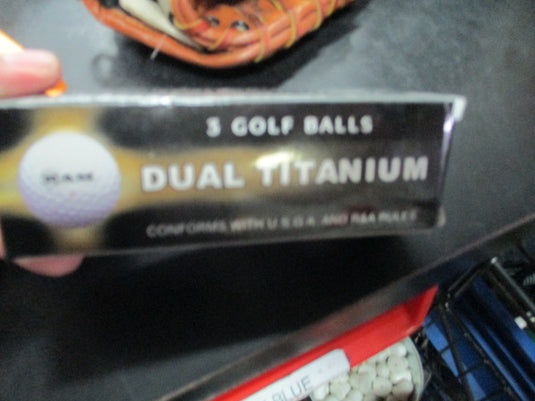 3 GOLF BALLS
RAM
DUAL TITANIUM
CONFORMS WITH U.S.G.A. AND R&A RULES
BLUE